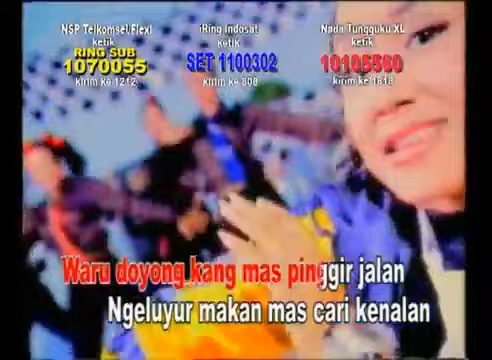 NSP Telkomsel,Flexi
ketik
RING SUB
1070055
kirim ke 1212
iRing Indosat
ketik
SET 1100302
kirim ke 808
Nada Tungguku XL
ketik
10105580
kirim ke 1818
Waru doyong kang mas pinggir jalan
Ngeluyur makan mas cari kenalan